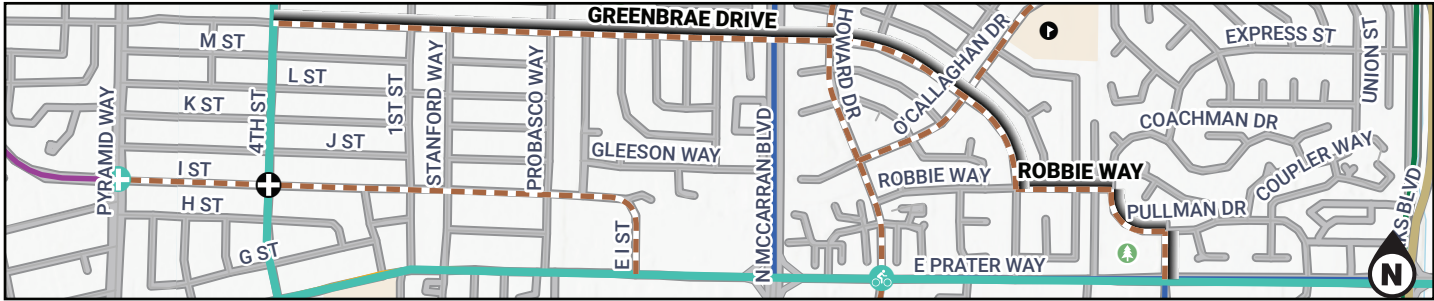 GREENBRAE DRIVE
M ST
L ST
K ST
J ST
I ST
H ST
G ST
PYRAMID WAY
4TH ST
1ST ST
STANFORD WAY
PROBASCO WAY
GLEESON WAY
E I ST
N MCCARRAN BLVD
HOWARD DR
O'CALLAGHAN DR
ROBBIE WAY
ROBBIE WAY
E PRATER WAY
EXPRESS ST
UNION ST
COACHMAN DR
COUPLER WAY
PULLMAN DR
KS BLVD
N